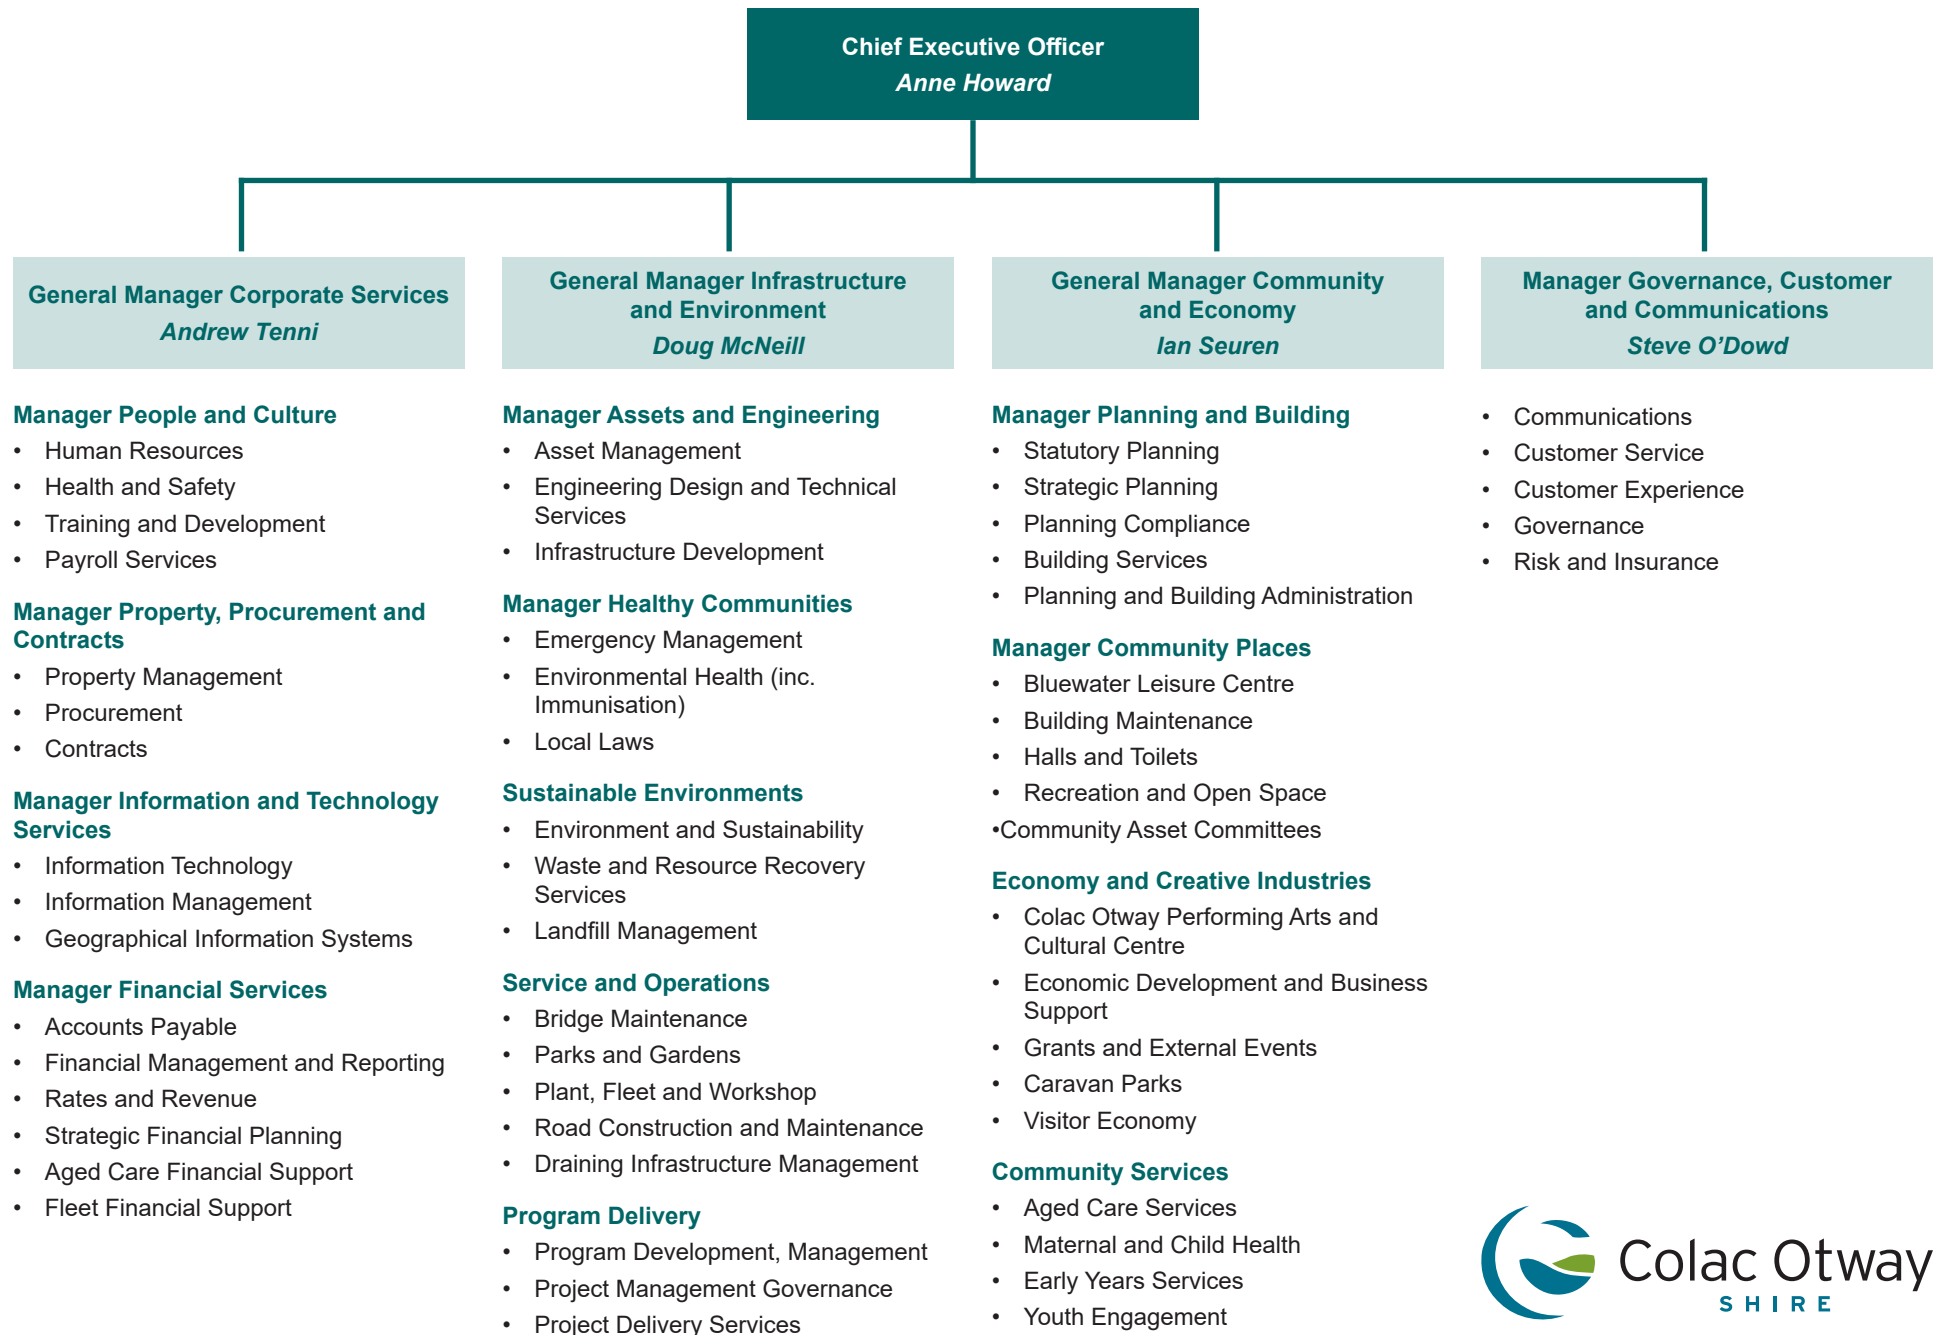 Chief Executive Officer
Anne Howard
General Manager Corporate Services
Andrew Tenni
Manager People and Culture
• Human Resources
• Health and Safety
• Training and Development
• Payroll Services
Manager Property, Procurement and
Contracts
• Property Management
• Procurement
• Contracts
Manager Information and Technology
Services
• Information Technology
• Information Management
• Geographical Information Systems
Manager Financial Services
• Accounts Payable
• Financial Management and Reporting
• Rates and Revenue
• Strategic Financial Planning
• Aged Care Financial Support
• Fleet Financial Support
General Manager Infrastructure
and Environment
Doug McNeill
Manager Assets and Engineering
• Asset Management
• Engineering Design and Technical
Services
• Infrastructure Development
Manager Healthy Communities
• Emergency Management
• Environmental Health (inc.
Immunisation)
• Local Laws
Sustainable Environments
• Environment and Sustainability
• Waste and Resource Recovery
Services
• Landfill Management
Service and Operations
• Bridge Maintenance
• Parks and Gardens
• Plant, Fleet and Workshop
• Road Construction and Maintenance
• Draining Infrastructure Management
Program Delivery
• Program Development, Management
• Project Management Governance
• Project Delivery Services
General Manager Community
and Economy
Ian Seuren
Manager Planning and Building
• Statutory Planning
• Strategic Planning
• Planning Compliance
• Building Services
• Planning and Building Administration
Manager Community Places
• Bluewater Leisure Centre
• Building Maintenance
• Halls and Toilets
• Recreation and Open Space
•Community Asset Committees
Economy and Creative Industries
• Colac Otway Performing Arts and
Cultural Centre
• Economic Development and Business
Support
• Grants and External Events
• Caravan Parks
• Visitor Economy
Community Services
• Aged Care Services
• Maternal and Child Health
• Early Years Services
• Youth Engagement
Manager Governance, Customer
and Communications
Steve O’Dowd
• Communications
• Customer Service
• Customer Experience
• Governance
• Risk and Insurance
Colac Otway
SHIRE